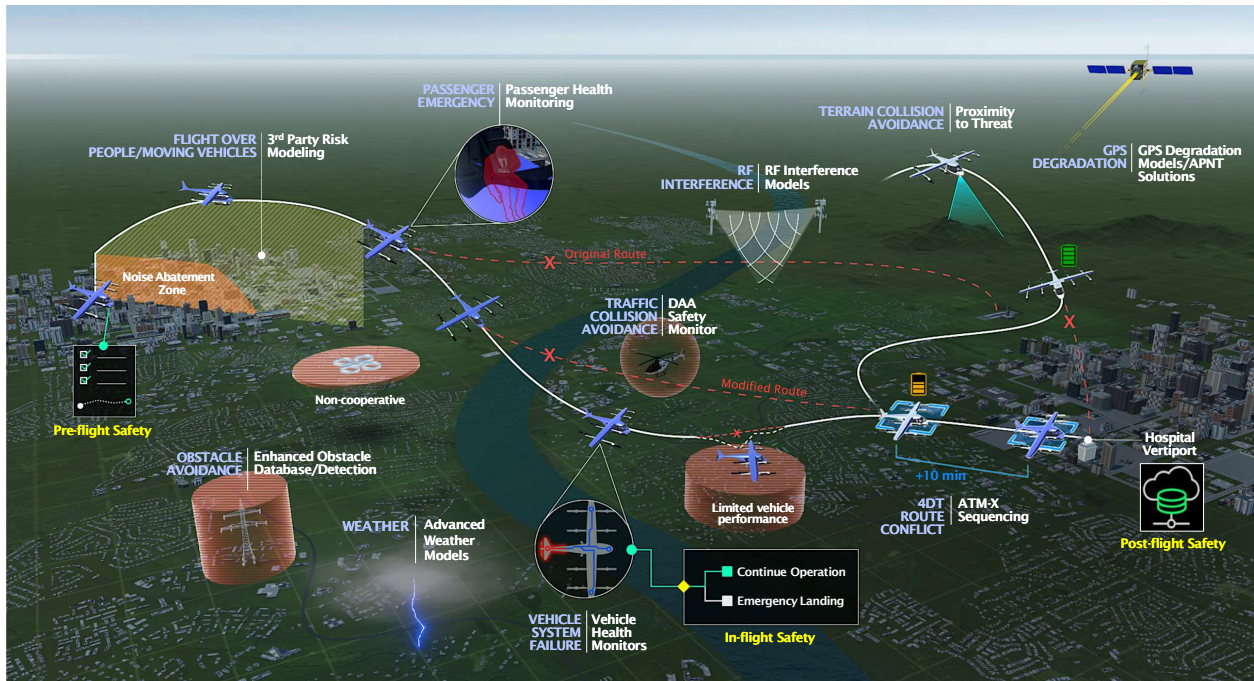 PASSENGER
EMERGENCY
Passenger Health
Monitoring
TERRAIN COLLISION
AVOIDANCE
Proximity
to Threat
FLIGHT OVER
PEOPLE/MOVING VEHICLES
3rd Party Risk
Modeling
GPS
DEGRADATION
GPS Degradation
Models/APNT
Solutions
RF
INTERFERENCE
RF Interference
Models
X
Original Route
Noise Abatement
Zone
TRAFFIC
COLLISION
AVOIDANCE
DAA
Safety
Monitor
X
X
Modified Route
Non-cooperative
Pre-flight Safety
X
Hospital
Vertiport
OBSTACLE
AVOIDANCE
Enhanced Obstacle
Database/Detection
+10 min
Limited vehicle
performance
4DT
ROUTE
CONFLICT
ATM-X
Sequencing
WEATHER
Advanced
Weather
Models
Post-flight Safety
Continue Operation
Emergency Landing
VEHICLE
SYSTEM
FAILURE
Vehicle
Health
Monitors
In-flight Safety